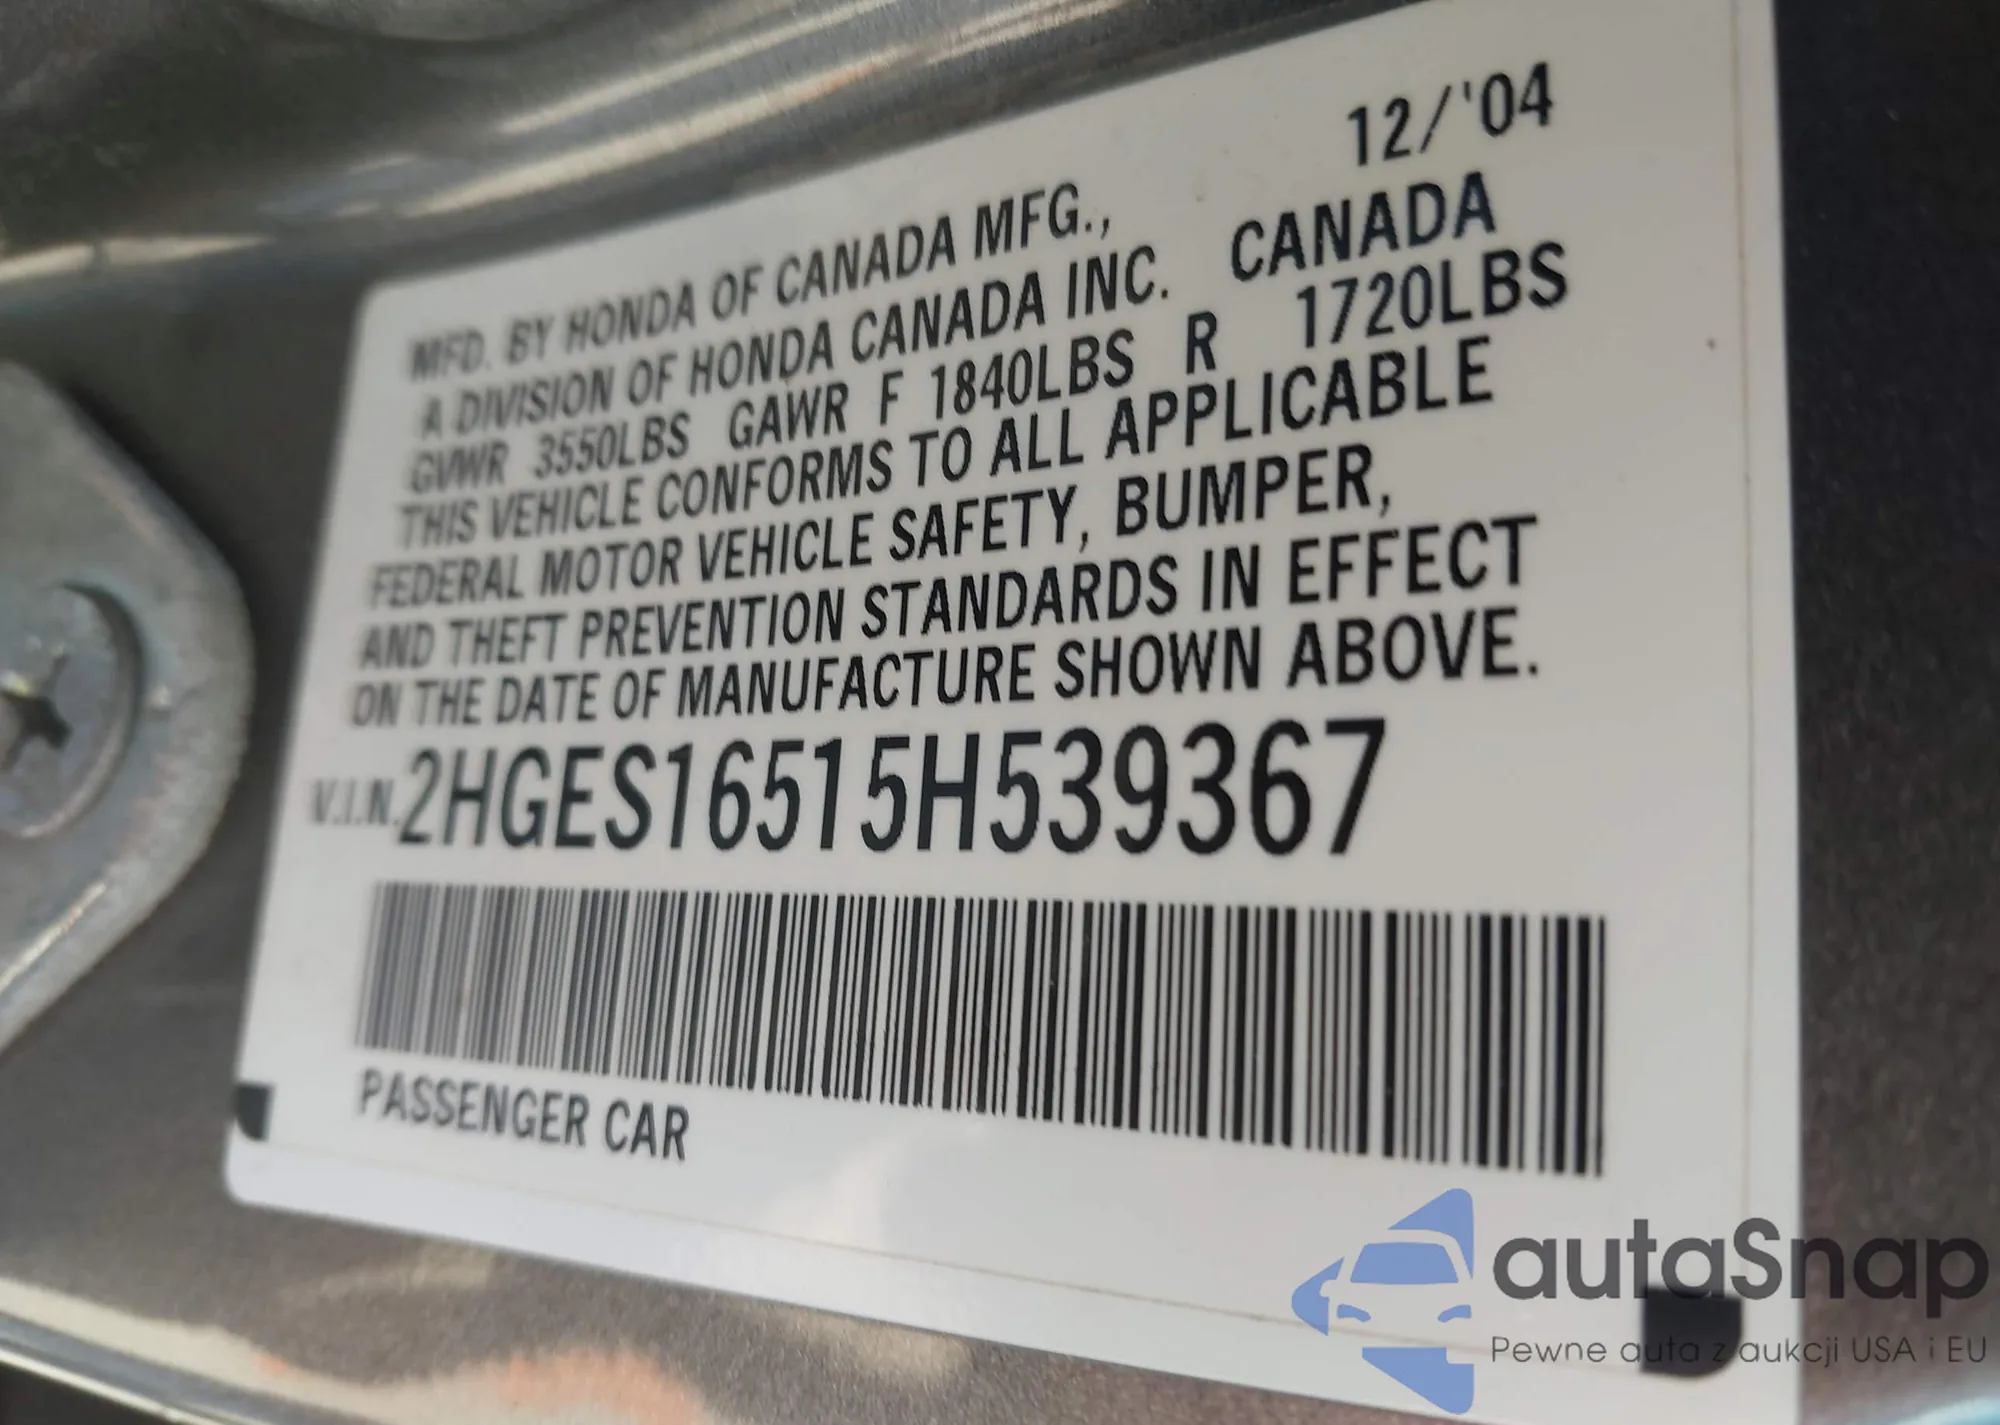 12/'04
MFD. BY HONDA OF CANADA MFG.,
A DIVISION OF HONDA CANADA INC. CANADA
GVWR 3550LBS GAWR F 1840LBS R 1720LBS
THIS VEHICLE CONFORMS TO ALL APPLICABLE
FEDERAL MOTOR VEHICLE SAFETY, BUMPER,
AND THEFT PREVENTION STANDARDS IN EFFECT
ON THE DATE OF MANUFACTURE SHOWN ABOVE.
V.I.N. 2HGES16515H539367
PASSENGER CAR
autaSnap
Pewne auta z aukcji USA i EU